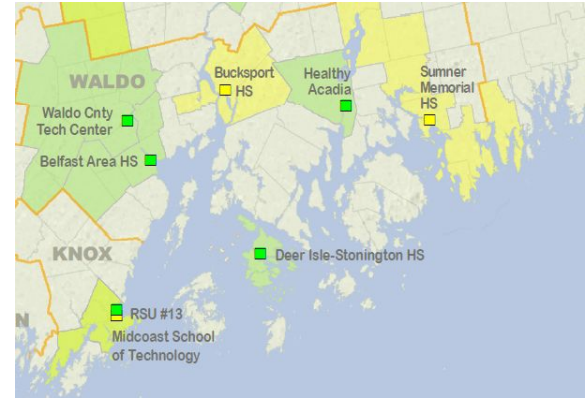 WALDO
Bucksport
HS
Healthy
Acadia
Sumner
Memorial
HS
Waldo Cnty
Tech Center
Belfast Area HS
KNOX
Deer Isle-Stonington HS
N
RSU #13
Midcoast School
of Technology